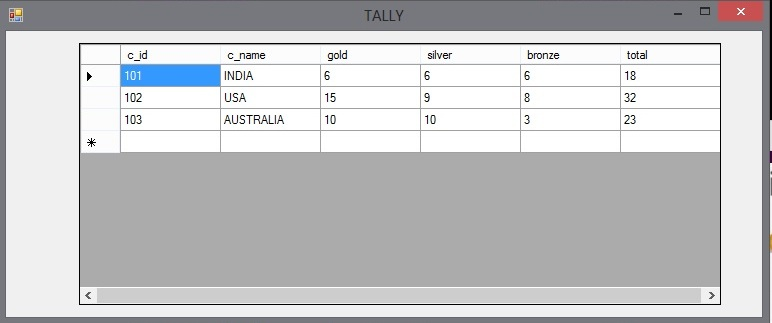 TALLY
c_id c_name gold silver bronze total
101 INDIA 6 6 6 18
102 USA 15 9 8 32
103 AUSTRALIA 10 10 3 23